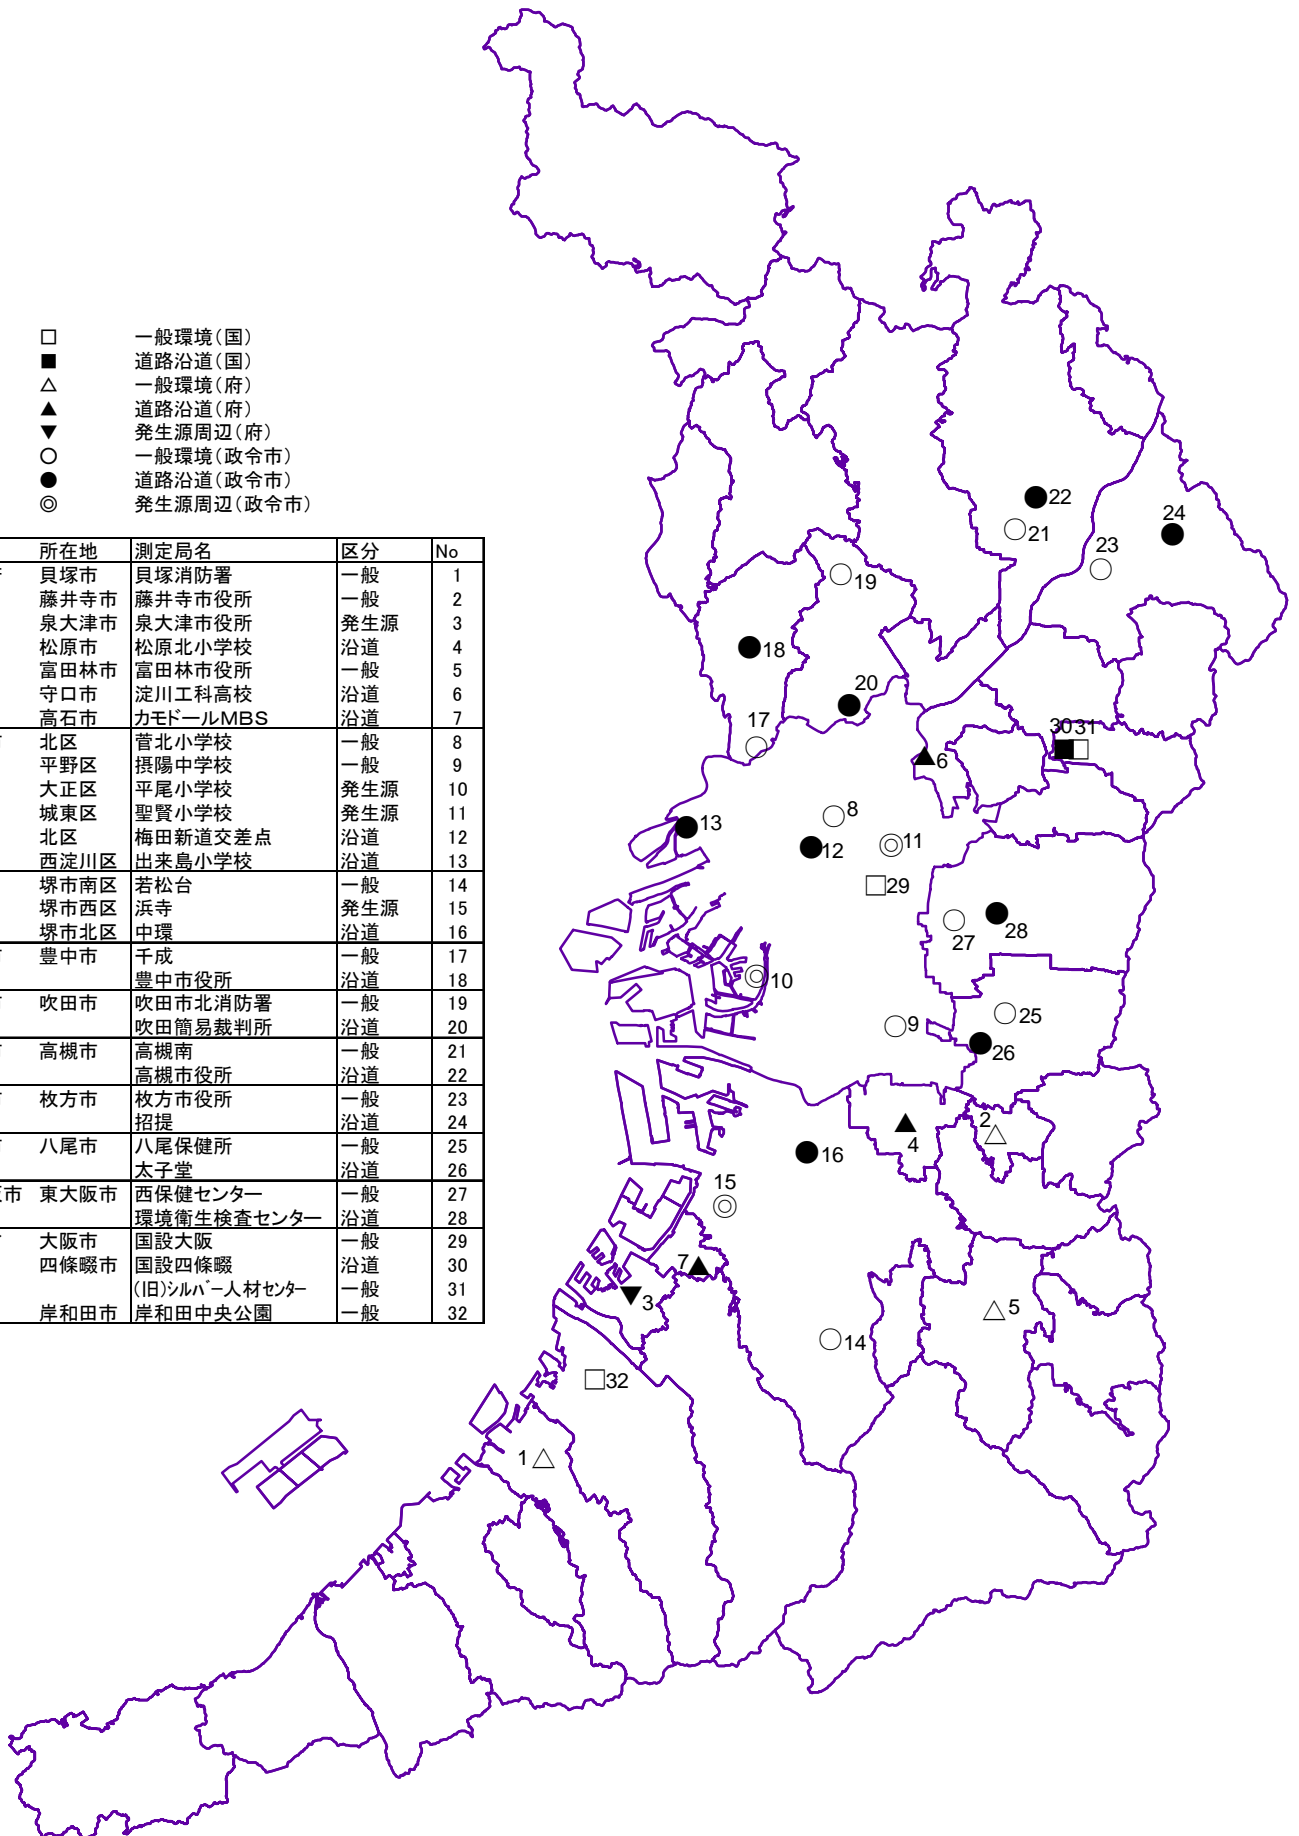 □ 一般環境(国)
■ 道路沿道(国)
△ 一般環境(府)
▲ 道路沿道(府)
▼ 発生源周辺(府)
○ 一般環境(政令市)
● 道路沿道(政令市)
◎ 発生源周辺(政令市)
所在地 測定局名 区分 No
貝塚市 貝塚消防署 一般 1
藤井寺市 藤井寺市役所 一般 2
泉大津市 泉大津市役所 発生源 3
松原市 松原北小学校 沿道 4
富田林市 富田林市役所 一般 5
守口市 淀川工科高校 沿道 6
高石市 カモドールMBS 沿道 7
北区 菅北小学校 一般 8
平野区 摂陽中学校 一般 9
大正区 平尾小学校 発生源 10
城東区 聖賢小学校 発生源 11
北区 梅田新道交差点 沿道 12
西淀川区 出来島小学校 沿道 13
堺市南区 若松台 一般 14
堺市西区 浜寺 発生源 15
堺市北区 中環 沿道 16
豊中市 千成 一般 17
豊中市役所 沿道 18
吹田市 吹田市北消防署 一般 19
吹田簡易裁判所 沿道 20
高槻市 高槻南 一般 21
高槻市役所 沿道 22
枚方市 枚方市役所 一般 23
招提 沿道 24
八尾市 八尾保健所 一般 25
太子堂 沿道 26
市 東大阪市 西保健センター 一般 27
環境衛生検査センター 沿道 28
大阪市 国設大阪 一般 29
四條畷市 国設四條畷 沿道 30
(旧)シルバー人材センター 一般 31
岸和田市 岸和田中央公園 一般 32
22
21
24
23
19
18
20
17
30
31
6
8
13
12
11
29
27
28
10
9
25
26
2
4
16
15
7
3
5
14
32
1